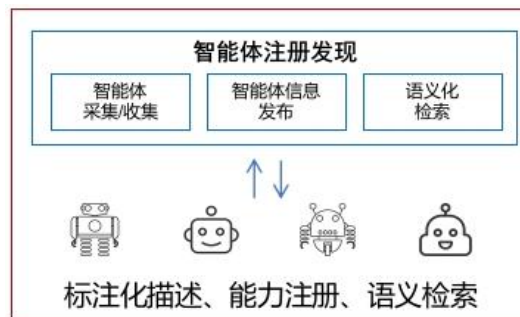 智能体注册发现
智能体
采集/收集
智能体信息
发布
语义化
检索
标注化描述、能力注册、语义检索